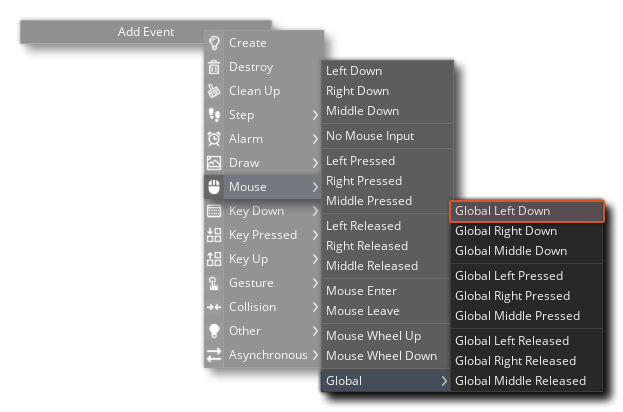 Add Event
Create
Destroy
Clean Up
Step
Alarm
Draw
Mouse
Key Down
Key Pressed
Key Up
Gesture
Collision
Other
Asynchronous
Left Down
Right Down
Middle Down
No Mouse Input
Left Pressed
Right Pressed
Middle Pressed
Left Released
Right Released
Middle Released
Mouse Enter
Mouse Leave
Mouse Wheel Up
Mouse Wheel Down
Global
Global Left Down
Global Right Down
Global Middle Down
Global Left Pressed
Global Right Pressed
Global Middle Pressed
Global Left Released
Global Right Released
Global Middle Released